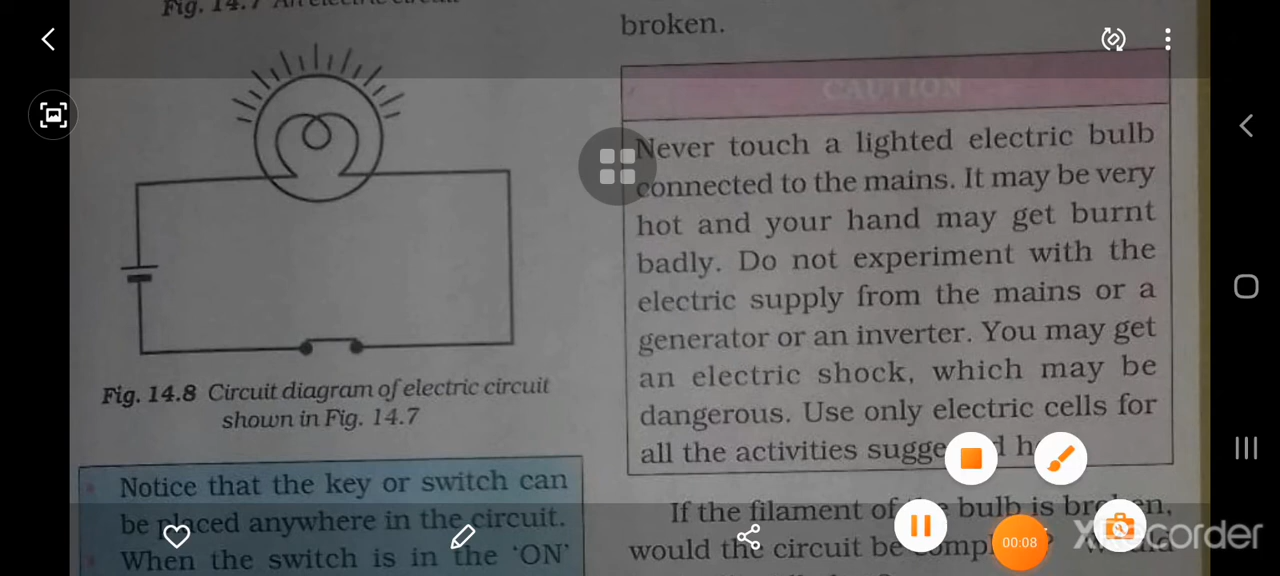 Fig. 14.7 An electric circuit
Fig. 14.8 Circuit diagram of electric circuit
shown in Fig. 14.7
Notice that the key or switch can
be placed anywhere in the circuit.
When the switch is in the ‘ON’
broken.
CAUTION
Never touch a lighted electric bulb
connected to the mains. It may be very
hot and your hand may get burnt
badly. Do not experiment with the
electric supply from the mains or a
generator or an inverter. You may get
an electric shock, which may be
dangerous. Use only electric cells for
all the activities
If the filament of bulb is broken,
would the circuit be
00:08
XRecorder